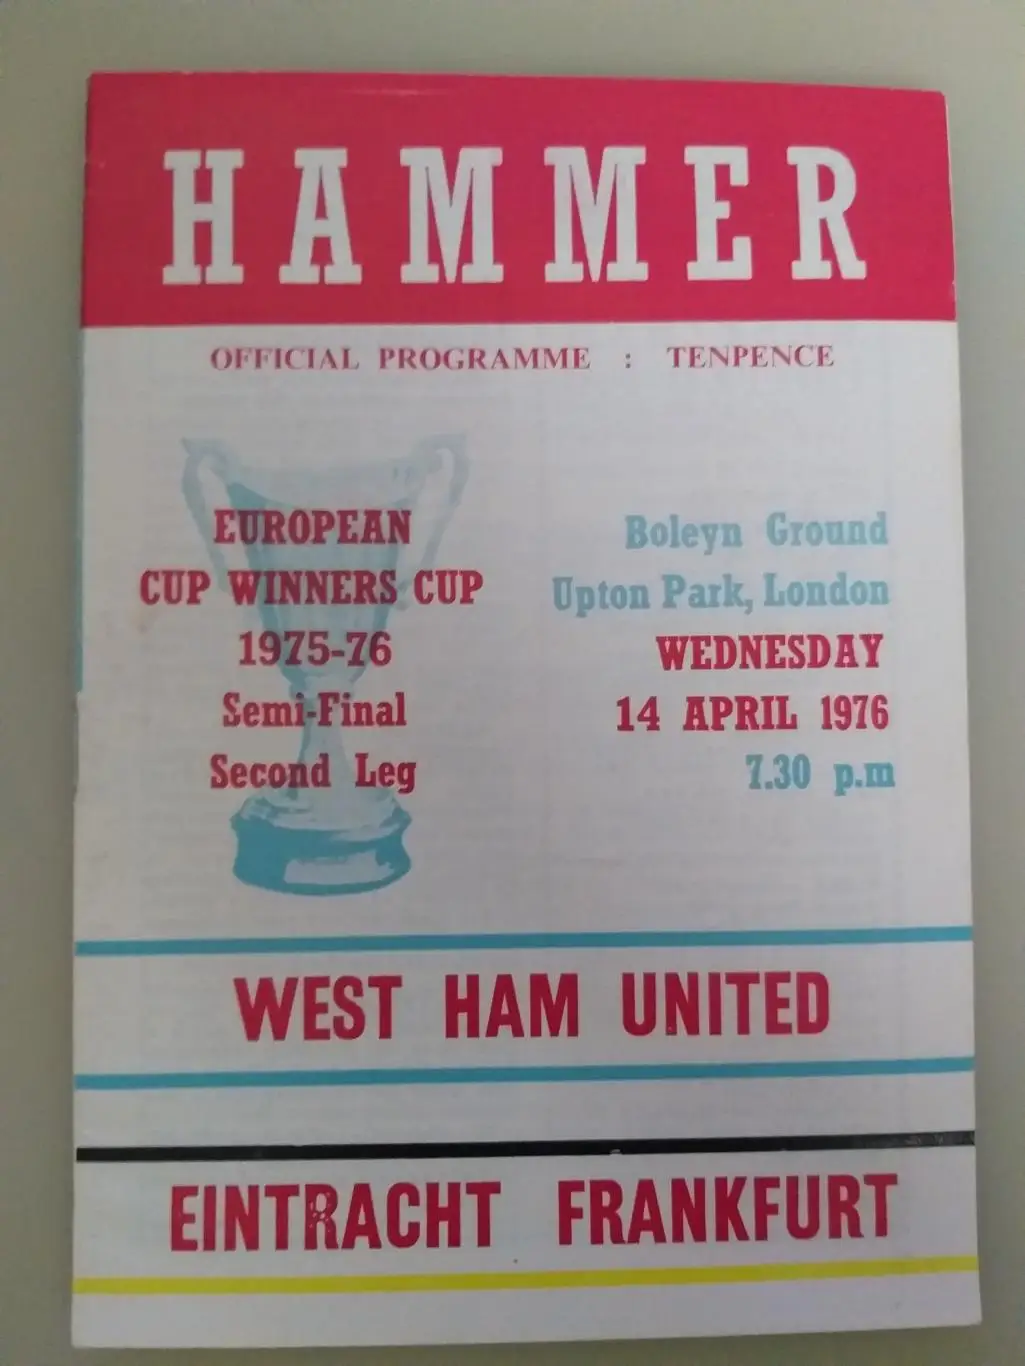 HAMMER
OFFICIAL PROGRAMME : TENPENCE
EUROPEAN
CUP WINNERS CUP
1975-76
Semi-Final
Second Leg
Boleyn Ground
Upton Park, London
WEDNESDAY
14 APRIL 1976
7.30 p.m
WEST HAM UNITED
EINTRACHT FRANKFURT